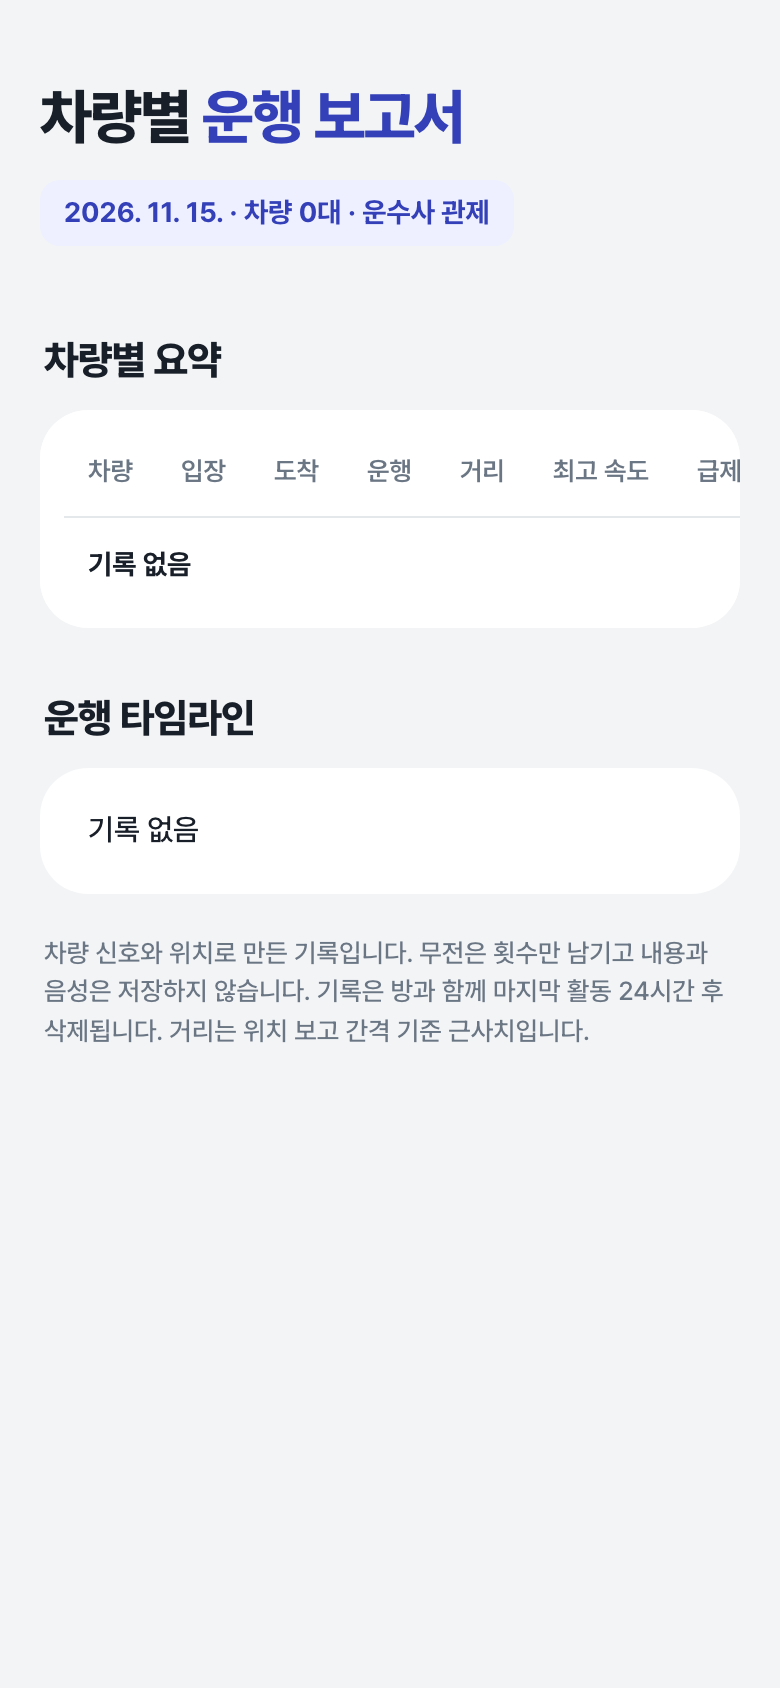 차량별 운행 보고서
2026. 11. 15. · 차량 0대 · 운수사 관제
차량별 요약
차량 입장 도착 운행 거리 최고 속도 급제
기록 없음
운행 타임라인
기록 없음
차량 신호와 위치로 만든 기록입니다. 무전은 횟수만 남기고 내용과
음성은 저장하지 않습니다. 기록은 방과 함께 마지막 활동 24시간 후
삭제됩니다. 거리는 위치 보고 간격 기준 근사치입니다.